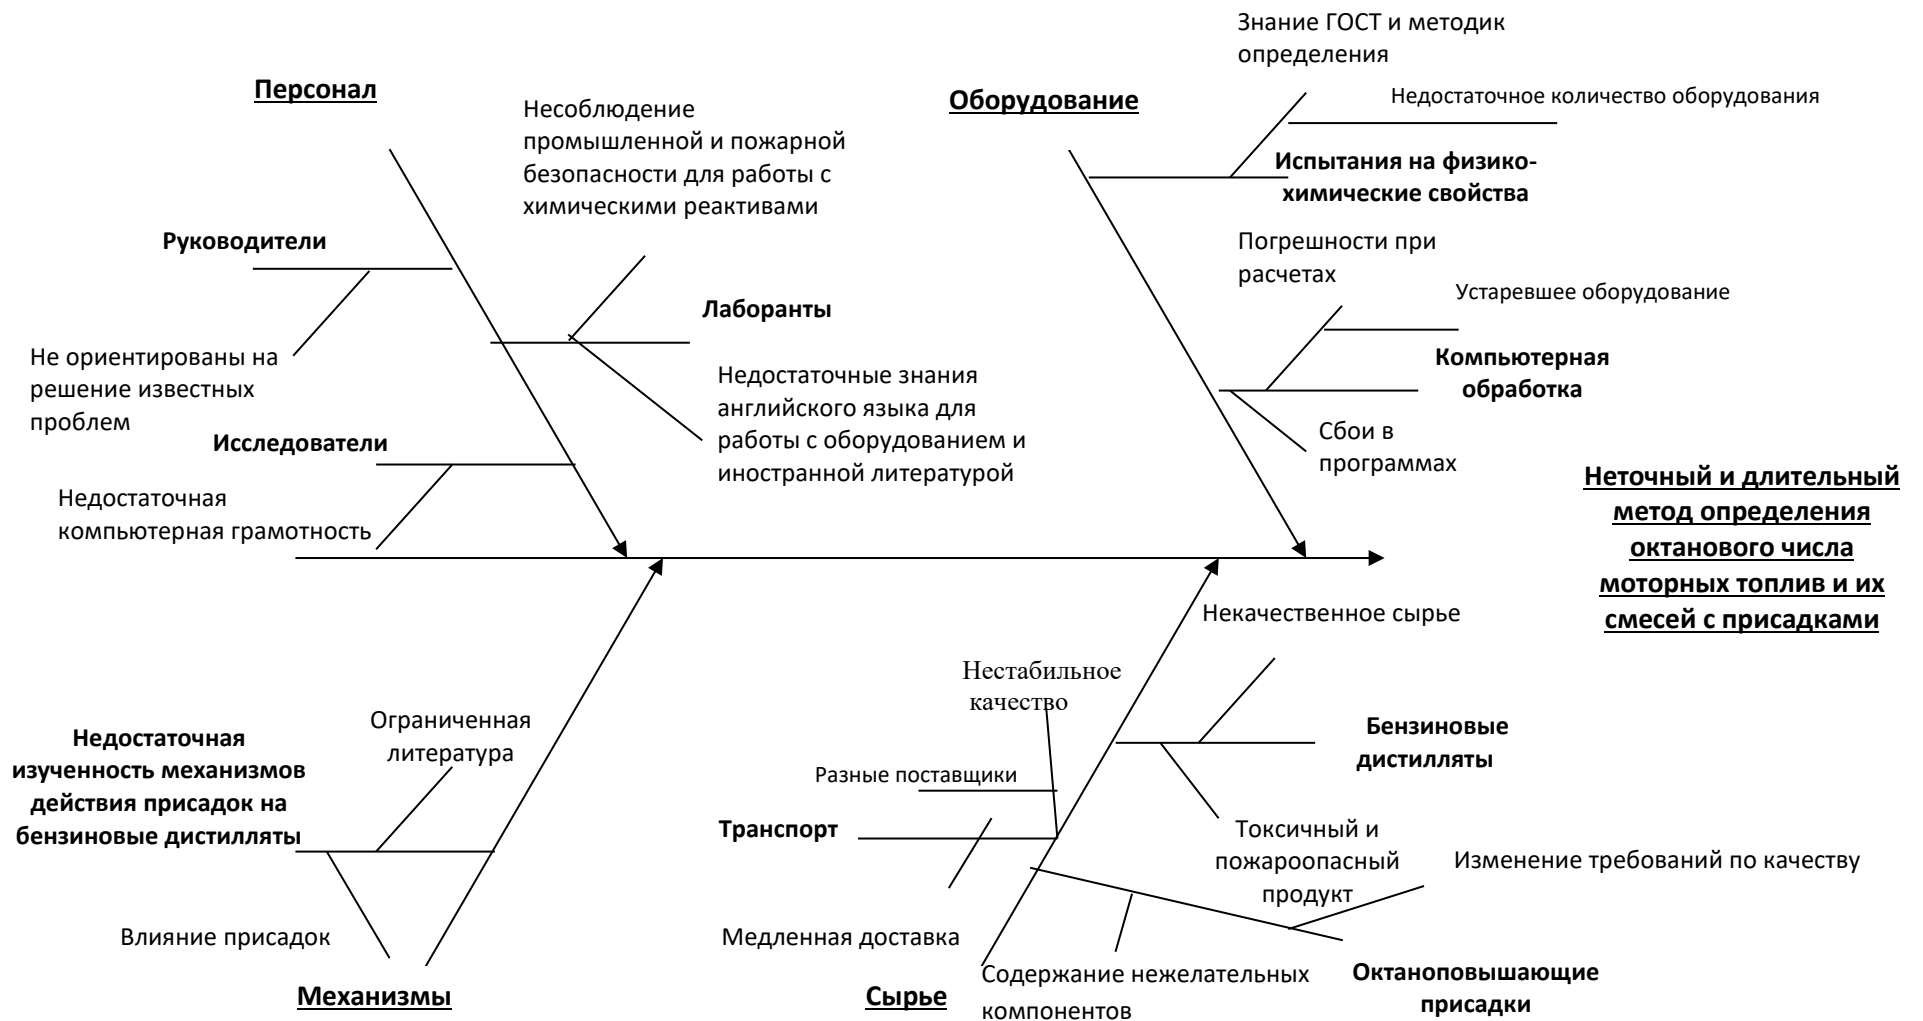 Знание ГОСТ и методик
определения
Персонал
Оборудование
Недостаточное количество оборудования
Несоблюдение
промышленной и пожарной
безопасности для работы с
химическими реактивами
Испытания на физико-
химические свойства
Руководители
Погрешности при
расчетах
Устаревшее оборудование
Лаборанты
Не ориентированы на
решение известных
проблем
Компьютерная
обработка
Недостаточные знания
английского языка для
работы с оборудованием и
иностранной литературой
Исследователи
Сбои в
программах
Недостаточная
компьютерная грамотность
Неточный и длительный
метод определения
октанового числа
моторных топлив и их
смесей с присадками
Некачественное сырье
Нестабильное
качество
Ограниченная
литература
Недостаточная
изученность механизмов
действия присадок на
бензиновые дистилляты
Бензиновые
дистилляты
Разные поставщики
Транспорт
Токсичный и
пожароопасный
продукт
Изменение требований по качеству
Влияние присадок
Медленная доставка
Содержание нежелательных
компонентов
Октаноповышающие
присадки
Механизмы
Сырье